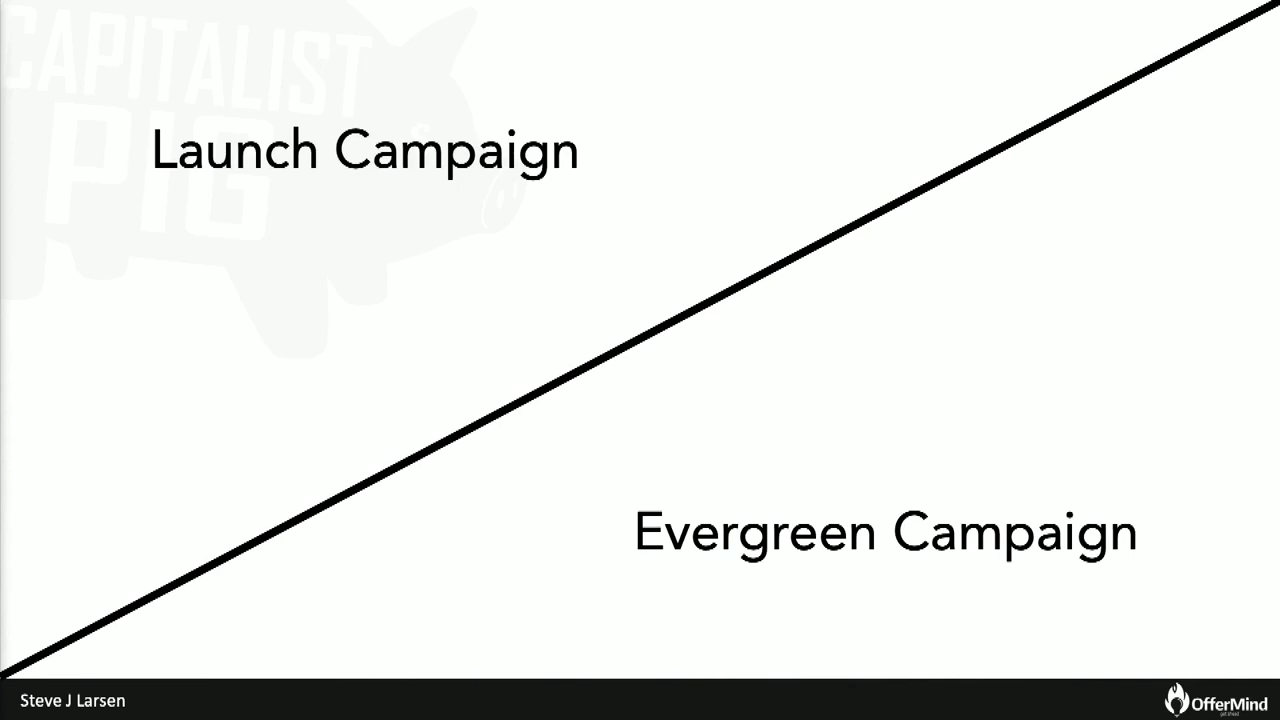 CAPITALIST
PIG
Launch Campaign
Evergreen Campaign
Steve J Larsen
OfferMind